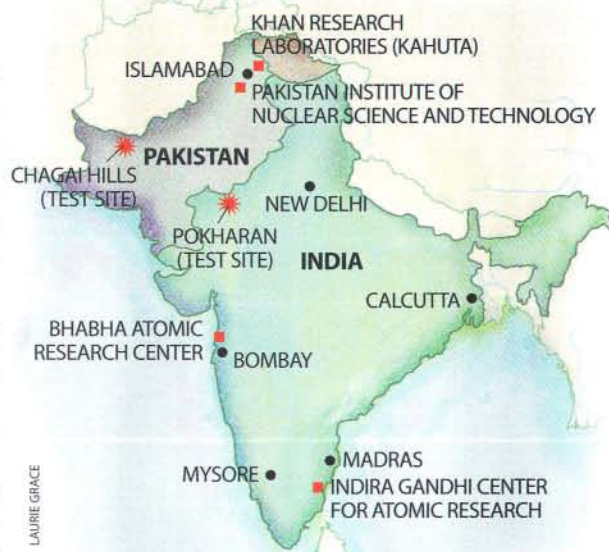 KHAN RESEARCH
LABORATORIES (KAHUTA)
ISLAMABAD
PAKISTAN INSTITUTE OF
NUCLEAR SCIENCE AND TECHNOLOGY
PAKISTAN
CHAGAI HILLS
(TEST SITE)
NEW DELHI
POKHARAN
(TEST SITE)
INDIA
CALCUTTA
BHABHA ATOMIC
RESEARCH CENTER
BOMBAY
MYSORE
MADRAS
INDIRA GANDHI CENTER
FOR ATOMIC RESEARCH
LAURIE GRACE